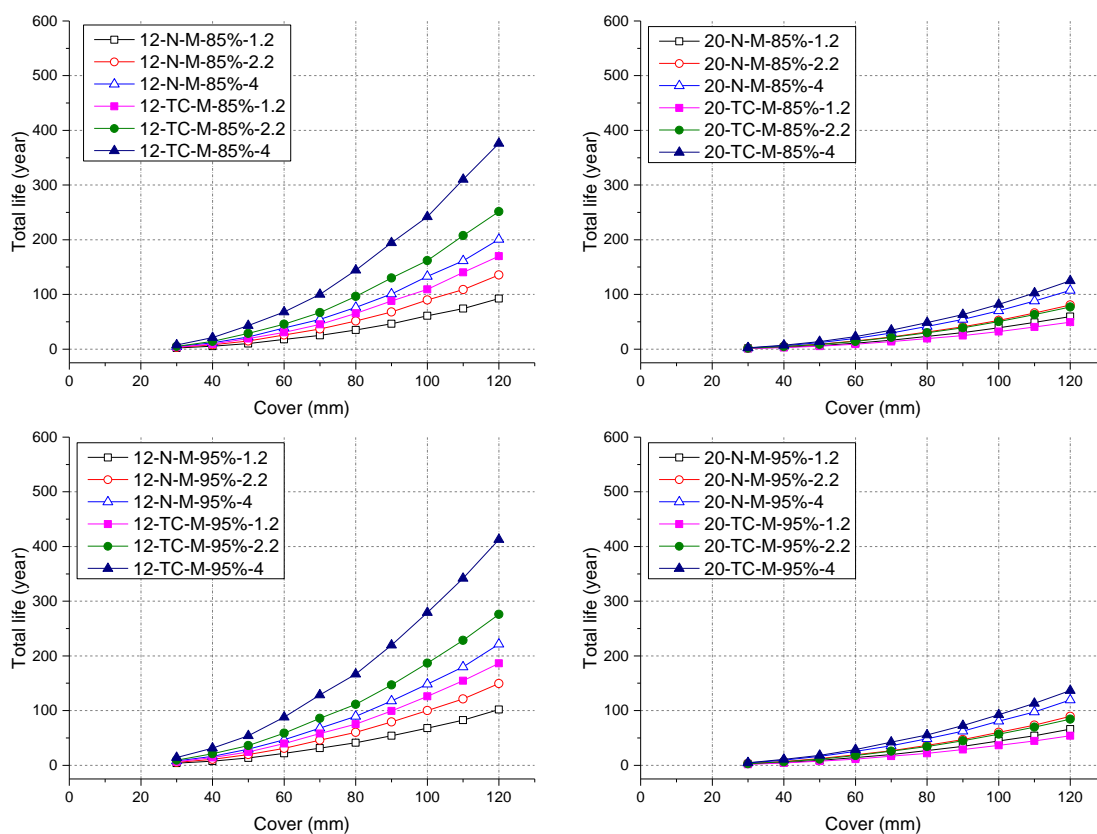 600
500
400
300
200
100
0
Total life (year)
12-N-M-85%-1.2
12-N-M-85%-2.2
12-N-M-85%-4
12-TC-M-85%-1.2
12-TC-M-85%-2.2
12-TC-M-85%-4
0 20 40 60 80 100 120
Cover (mm)
600
500
400
300
200
100
0
Total life (year)
20-N-M-85%-1.2
20-N-M-85%-2.2
20-N-M-85%-4
20-TC-M-85%-1.2
20-TC-M-85%-2.2
20-TC-M-85%-4
0 20 40 60 80 100 120
Cover (mm)
600
500
400
300
200
100
0
Total life (year)
12-N-M-95%-1.2
12-N-M-95%-2.2
12-N-M-95%-4
12-TC-M-95%-1.2
12-TC-M-95%-2.2
12-TC-M-95%-4
0 20 40 60 80 100 120
Cover (mm)
600
500
400
300
200
100
0
Total life (year)
20-N-M-95%-1.2
20-N-M-95%-2.2
20-N-M-95%-4
20-TC-M-95%-1.2
20-TC-M-95%-2.2
20-TC-M-95%-4
0 20 40 60 80 100 120
Cover (mm)